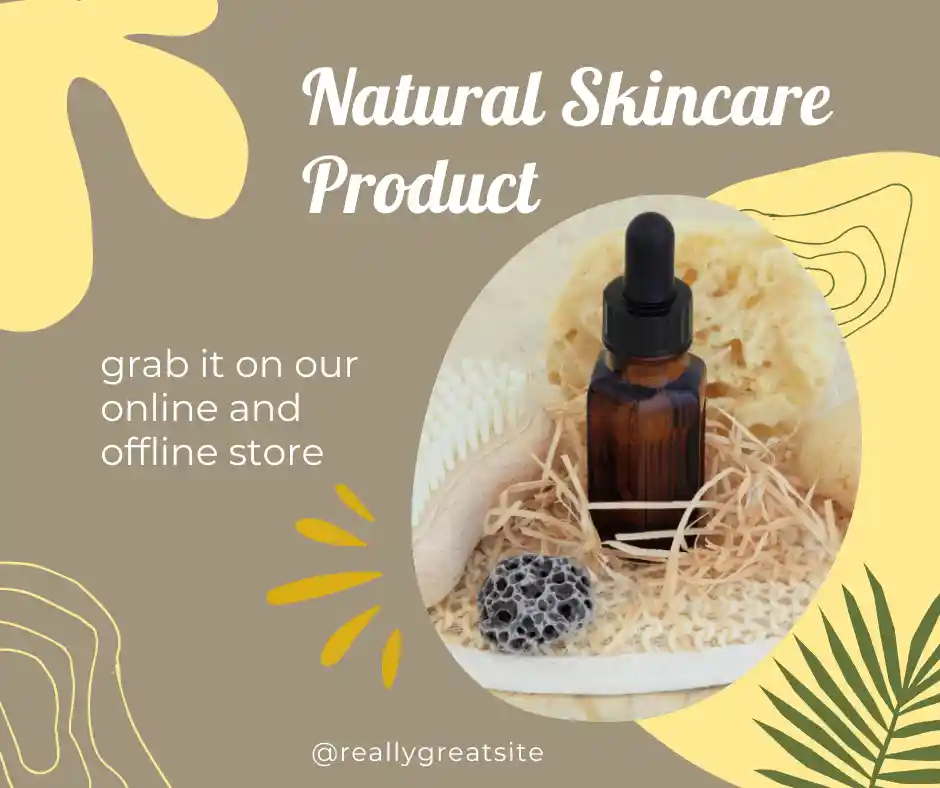 Natural Skincare
Product
grab it on our
online and
offline store
@reallygreatsite